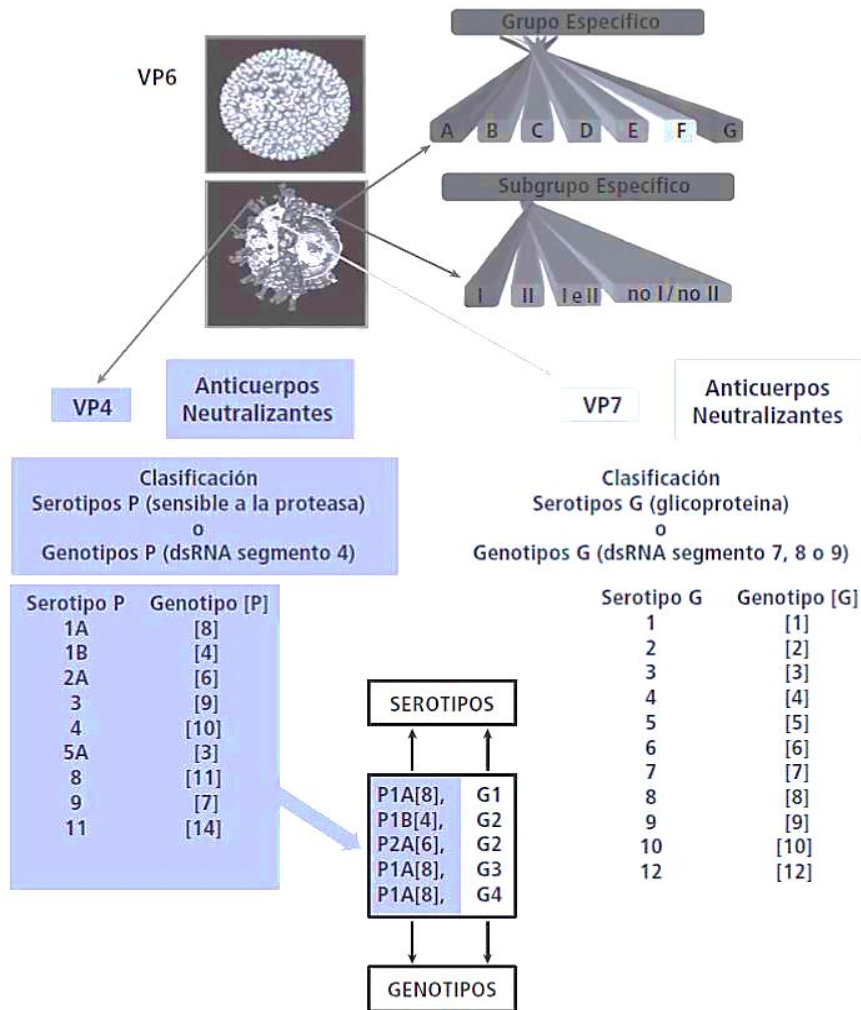 Grupo Específico
VP6
A B C D E F G
Subgrupo Específico
I II I e II no I / no II
VP4
Anticuerpos
Neutralizantes
VP7
Anticuerpos
Neutralizantes
Clasificación
Serotipos P (sensible a la proteasa)
o
Genotipos P (dsRNA segmento 4)
Clasificación
Serotipos G (glicoproteina)
o
Genotipos G (dsRNA segmento 7, 8 o 9)
Serotipo P Genotipo [P]
1A [8]
1B [4]
2A [6]
3 [9]
4 [10]
5A [3]
8 [11]
9 [7]
11 [14]
SEROTIPOS
P1A[8], G1
P1B[4], G2
P2A[6], G2
P1A[8], G3
P1A[8], G4
GENOTIPOS
Serotipo G Genotipo [G]
1 [1]
2 [2]
3 [3]
4 [4]
5 [5]
6 [6]
7 [7]
8 [8]
9 [9]
10 [10]
12 [12]